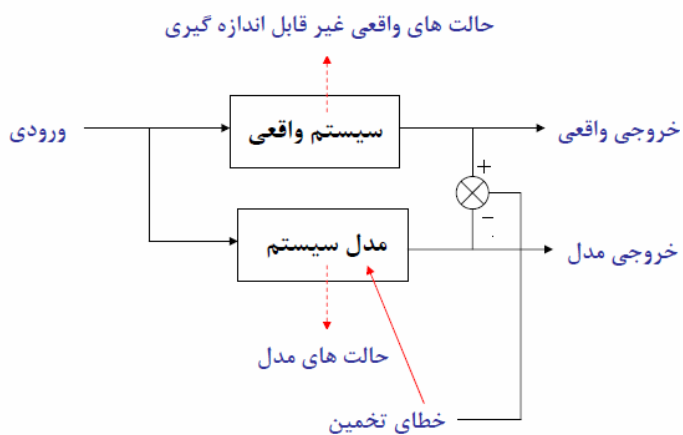 حالت های واقعی غیر قابل اندازه گیری
ورودی
سیستم واقعی
خروجی واقعی
+
−
مدل سیستم
خروجی مدل
حالت های مدل
خطای تخمین